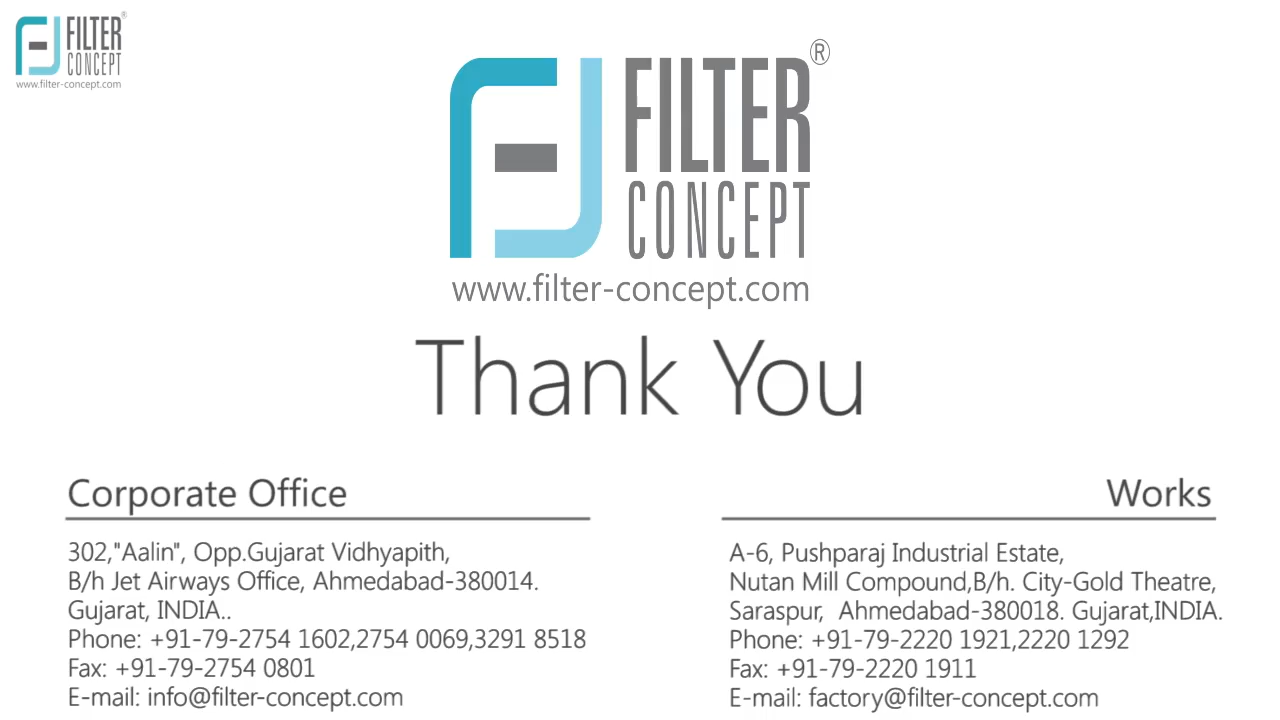 FILTER®
CONCEPT
www.filter-concept.com
FILTER®
CONCEPT
www.filter-concept.com
Thank You
Corporate Office
302,"Aalin", Opp.Gujarat Vidhyapith,
B/h Jet Airways Office, Ahmedabad-380014.
Gujarat, INDIA..
Phone: +91-79-2754 1602,2754 0069,3291 8518
Fax: +91-79-2754 0801
E-mail: info@filter-concept.com
Works
A-6, Pushparaj Industrial Estate,
Nutan Mill Compound,B/h. City-Gold Theatre,
Saraspur,  Ahmedabad-380018. Gujarat,INDIA.
Phone: +91-79-2220 1921,2220 1292
Fax: +91-79-2220 1911
E-mail: factory@filter-concept.com